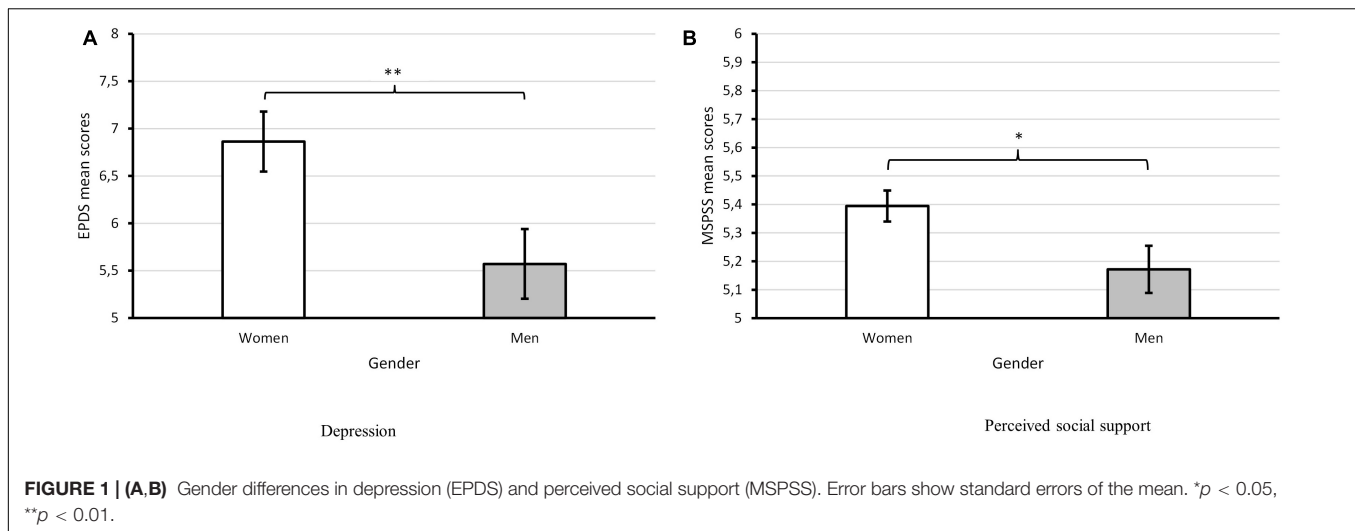 A
8
7,5
7
6,5
6
5,5
5
EPDS mean scores
**
Women
Men
Gender
Depression
B
6
5,9
5,8
5,7
5,6
5,5
5,4
5,3
5,2
5,1
5
MSPSS mean scores
*
Women
Men
Gender
Perceived social support
FIGURE 1 | (A,B) Gender differences in depression (EPDS) and perceived social support (MSPSS). Error bars show standard errors of the mean. *p < 0.05,
**p < 0.01.